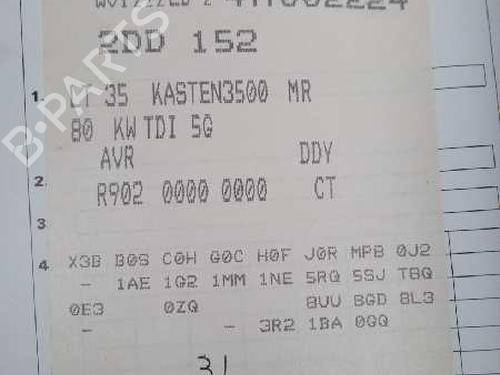 2DD 152
1 LT 35 KASTEN3500 MR
80 KW TDI 5G
AVR DDY
2 R902 0000 0000 CT
3
4 X3B B0S C0H G0C H0F J0R MPB 0J2
- 1AE 1G2 1MM 1NE 5RQ 5SJ T8Q
0E3 0ZQ 8UU 8GD 8L3
- - 3R2 1BA 0GQ
31
B-PARTS